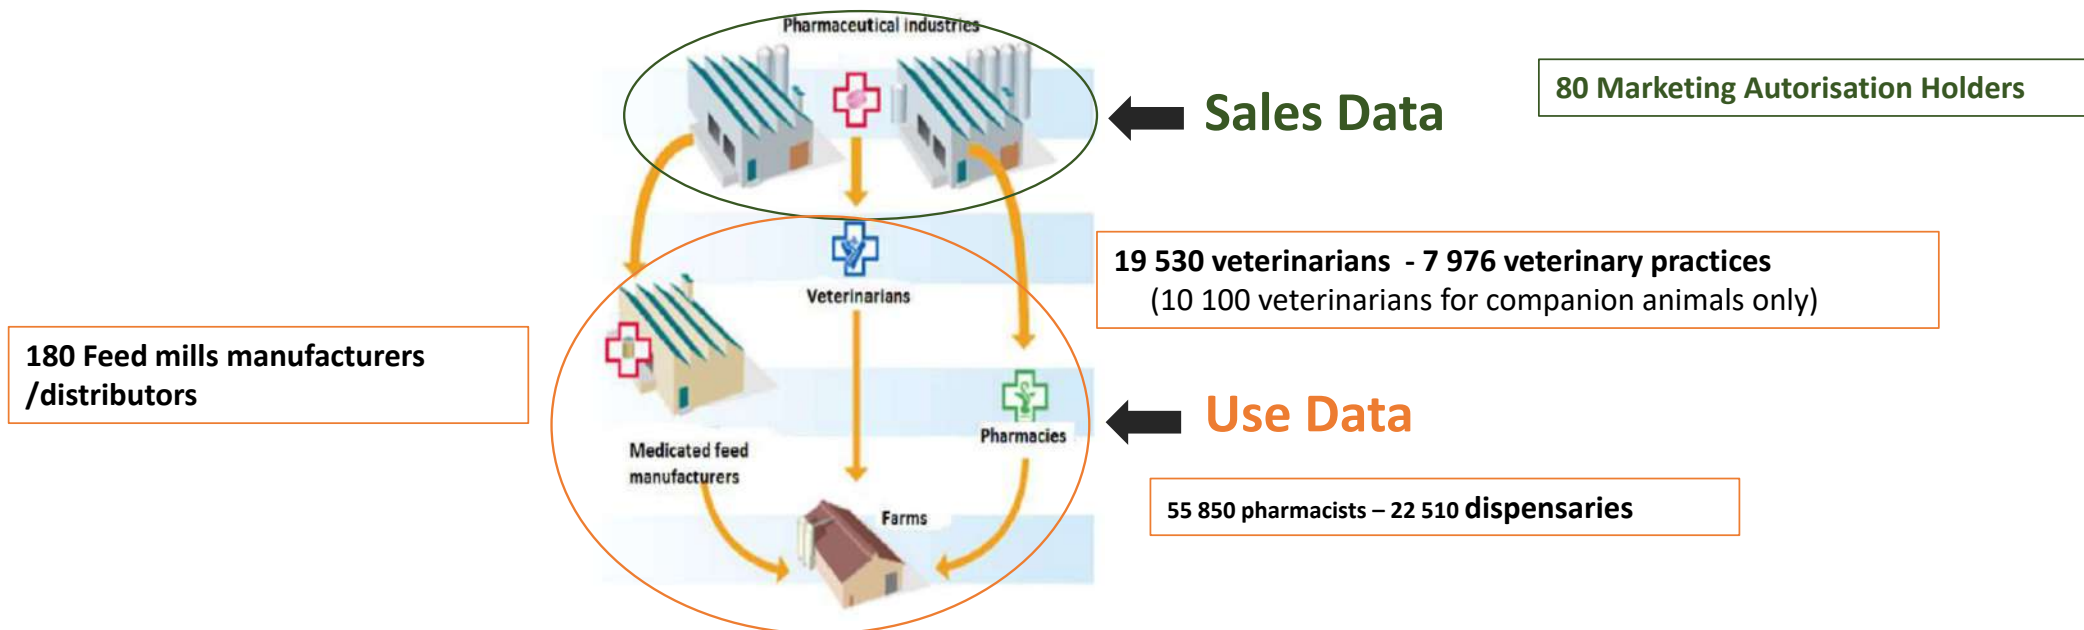 Pharmaceutical industries
80 Marketing Autorisation Holders
Sales Data
19 530 veterinarians - 7 976 veterinary practices
(10 100 veterinarians for companion animals only)
Veterinarians
180 Feed mills manufacturers
/distributors
Use Data
Pharmacies
Medicated feed
manufacturers
55 850 pharmacists – 22 510 dispensaries
Farms